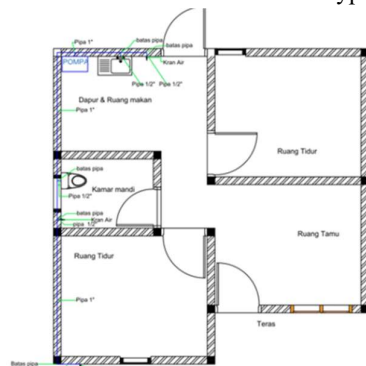 yp
Pipa 1"
batas pipa
batas pipa
POMPA
Kran Air
Pipa 1/2"
Pipa 1/2"
Dapur & Ruang makan
Pipa 1"
Ruang Tidur
batas pipa
Kamar mandi
Pipa 1/2"
batas pipa
Kran Air
pipa 1/2"
Ruang Tamu
Ruang Tidur
Pipa 1"
Teras
Batas pipa